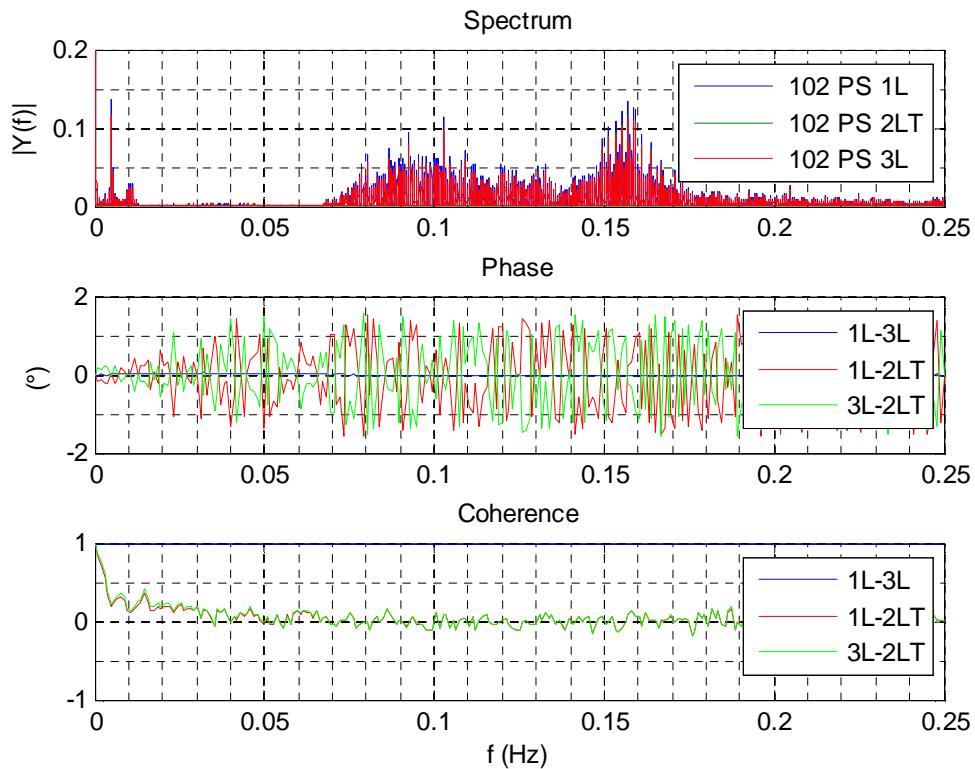 Spectrum
0.2
0.1
0
|Y(f)|
102 PS 1L
102 PS 2LT
102 PS 3L
0 0.05 0.1 0.15 0.2 0.25
Phase
2
0
-2
(°)
1L-3L
1L-2LT
3L-2LT
0 0.05 0.1 0.15 0.2 0.25
Coherence
1
0
-1
1L-3L
1L-2LT
3L-2LT
0 0.05 0.1 0.15 0.2 0.25
f (Hz)